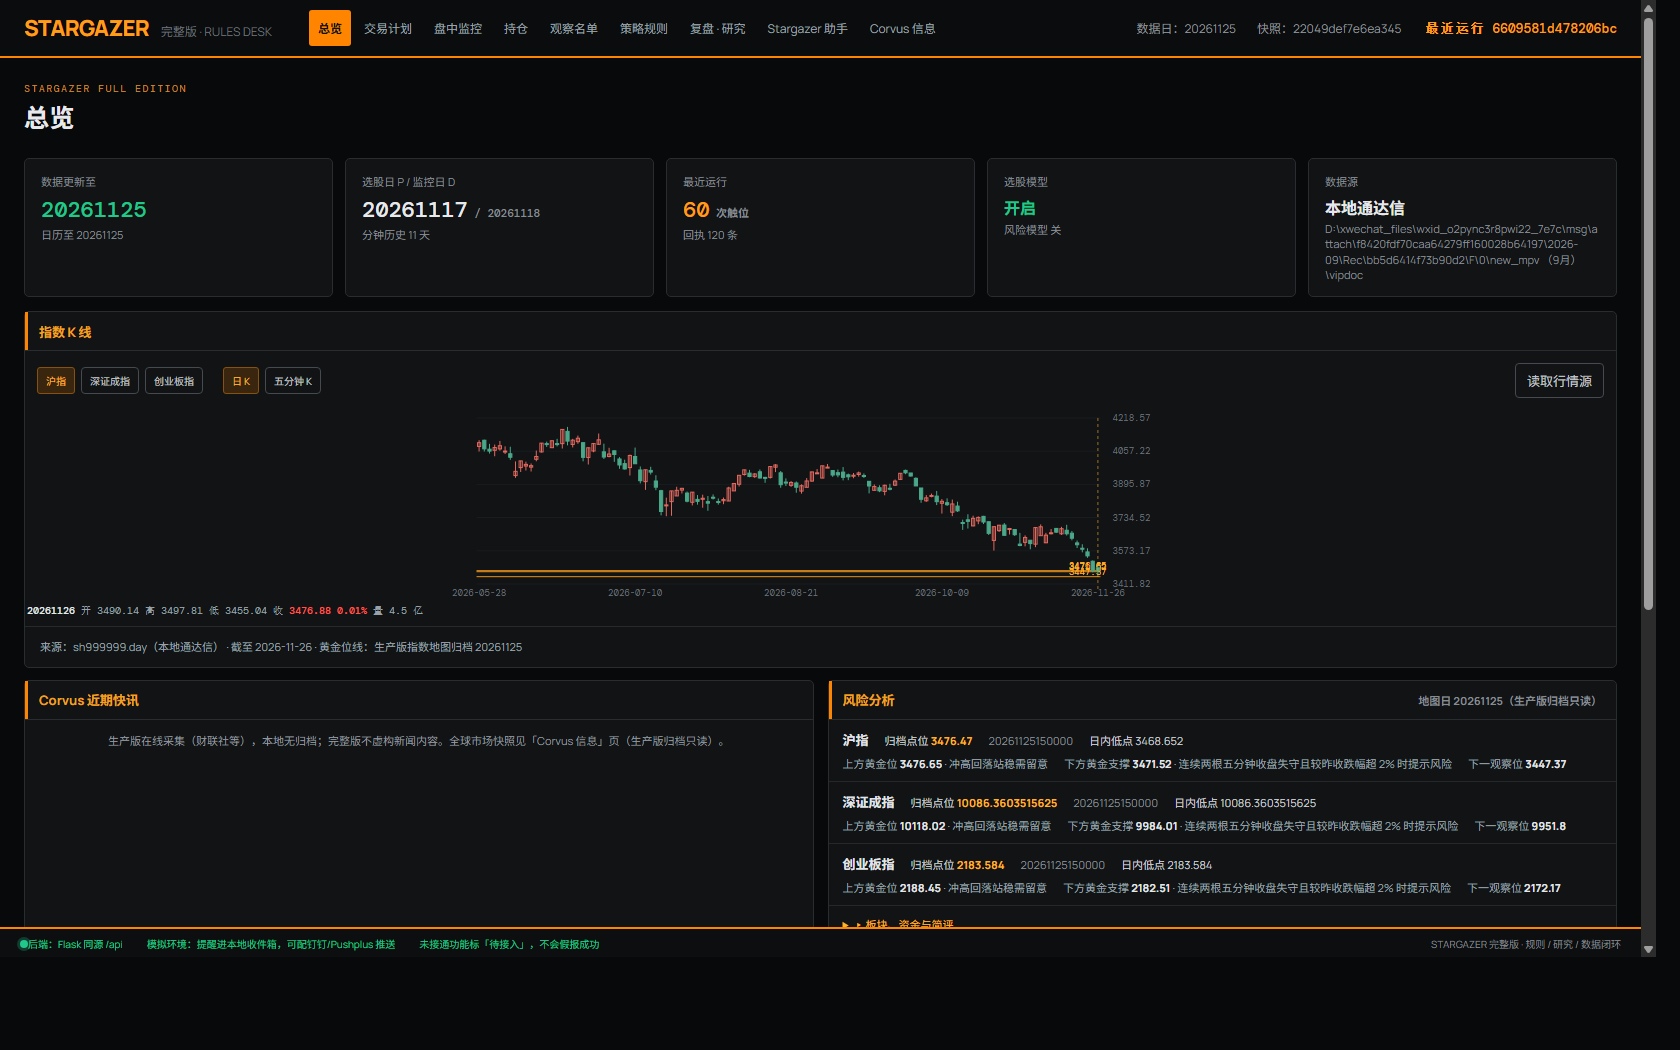 STARGAZER 完整版 · RULES DESK 总览 交易计划 盘中监控 持仓 观察名单 策略规则 复盘 · 研究 Stargazer 助手 Corvus 信息 数据日：20261125 快照：22049def7e6ea345 最近运行 6609581d478206bc
STARGAZER FULL EDITION
总览
数据更新至
20261125
日历至 20261125
选股日 P / 监控日 D
20261117 / 20261118
分钟历史 11 天
最近运行
60 次触位
回执 120 条
选股模型
开启
风险模型 关
数据源
本地通达信
D:\xwechat_files\wxid_o2pync3r8pwi22_7e7c\msg\a
ttach\f8420fdf70caa64279ff160028b64197\2026-
09\Rec\bb5d6414f73b90d2\F\0\new_mpv （9月）
\vipdoc
指数 K 线
沪指 深证成指 创业板指 日 K 五分钟 K 读取行情源
4218.57
4057.22
3895.87
3734.52
3573.17
3411.82
3476.65
3447.37
2026-05-28 2026-07-10 2026-08-21 2026-10-09 2026-11-26
20261126 开 3490.14 高 3497.81 低 3455.04 收 3476.88 0.01% 量 4.5 亿
来源：sh999999.day（本地通达信） · 截至 2026-11-26 · 黄金位线：生产版指数地图归档 20261125
Corvus 近期快讯
生产版在线采集（财联社等），本地无归档；完整版不虚构新闻内容。全球市场快照见「Corvus 信息」页（生产版归档只读）。
风险分析 地图日 20261125（生产版归档只读）
沪指 归档点位 3476.47 20261125150000 日内低点 3468.652
上方黄金位 3476.65 · 冲高回落站稳需留意 下方黄金支撑 3471.52 · 连续两根五分钟收盘失守且较昨收跌幅超 2% 时提示风险 下一观察位 3447.37
深证成指 归档点位 10086.3603515625 20261125150000 日内低点 10086.3603515625
上方黄金位 10118.02 · 冲高回落站稳需留意 下方黄金支撑 9984.01 · 连续两根五分钟收盘失守且较昨收跌幅超 2% 时提示风险 下一观察位 9951.8
创业板指 归档点位 2183.584 20261125150000 日内低点 2183.584
上方黄金位 2188.45 · 冲高回落站稳需留意 下方黄金支撑 2182.51 · 连续两根五分钟收盘失守且较昨收跌幅超 2% 时提示风险 下一观察位 2172.17
▸ ▸ 板块、资金与简评
后端：Flask 同源 /api 模拟环境：提醒进本地收件箱，可配钉钉/Pushplus 推送 未接通功能标「待接入」，不会假报成功 STARGAZER 完整版 · 规则 / 研究 / 数据闭环